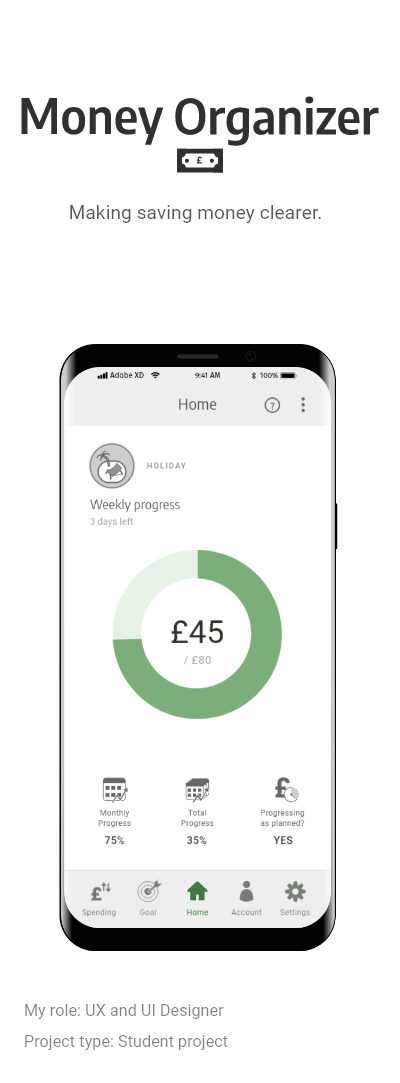 Money Organizer
£
Making saving money clearer.
Adobe XD 9:41 AM 100%
Home ?
HOLIDAY
Weekly progress
3 days left
£45
/ £80
Monthly Total Progressing
Progress Progress as planned?
75% 35% YES
Spending Goal Home Account Settings
My role: UX and UI Designer
Project type: Student project